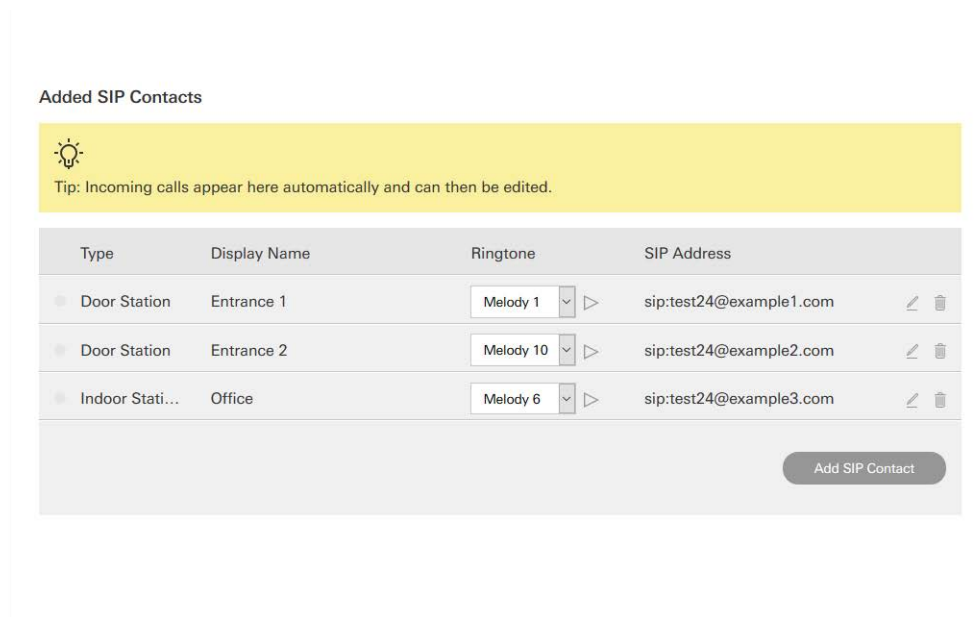 Added SIP Contacts
Tip: Incoming calls appear here automatically and can then be edited.
Type Display Name Ringtone SIP Address
Door Station Entrance 1 Melody 1 sip:test24@example1.com
Door Station Entrance 2 Melody 10 sip:test24@example2.com
Indoor Stati... Office Melody 6 sip:test24@example3.com
Add SIP Contact